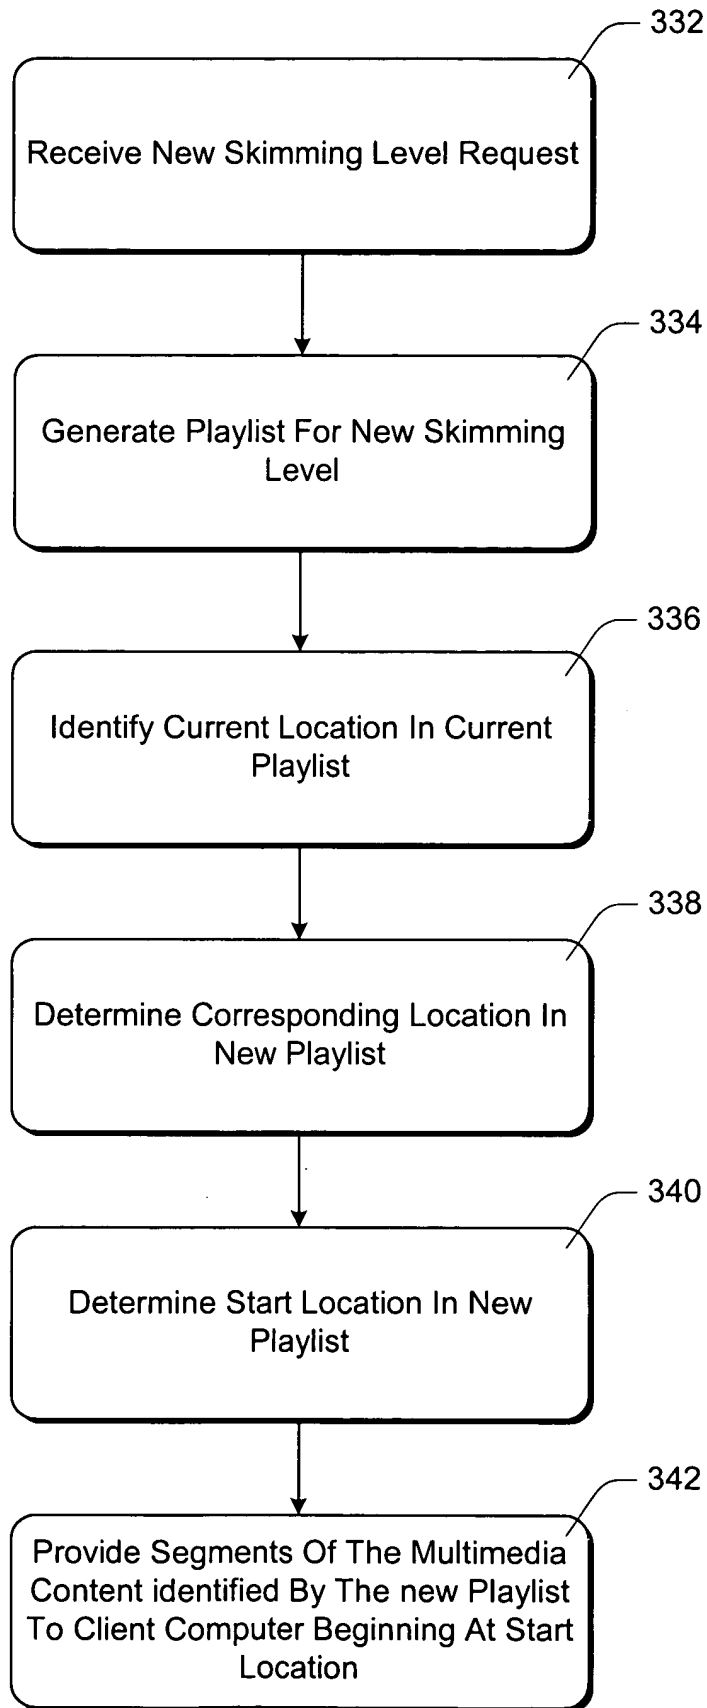 332
Receive New Skimming Level Request
334
Generate Playlist For New Skimming
Level
336
Identify Current Location In Current
Playlist
338
Determine Corresponding Location In
New Playlist
340
Determine Start Location In New
Playlist
342
Provide Segments Of The Multimedia
Content identified By The new Playlist
To Client Computer Beginning At Start
Location